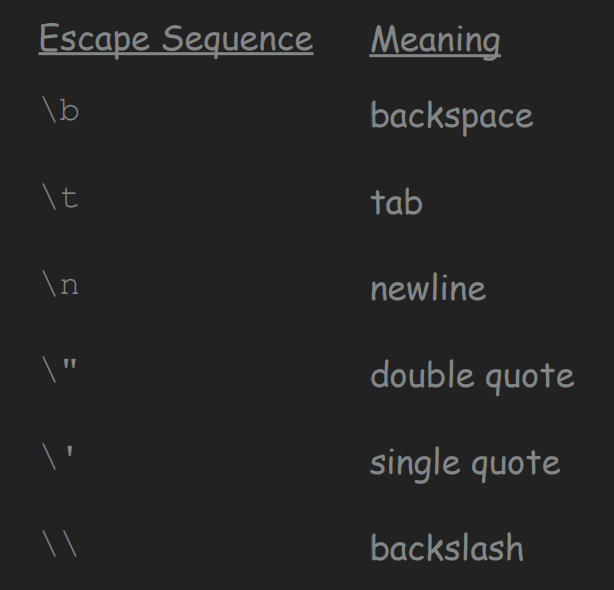 Escape Sequence Meaning
\b backspace
\t tab
\n newline
\" double quote
\' single quote
\\ backslash